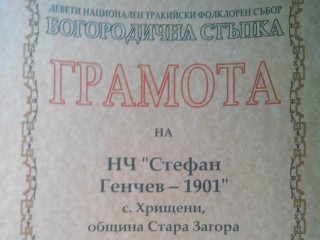 ДЕВЕТИ НАЦИОНАЛЕН ТРАКИЙСКИ ФОЛКЛОРЕН СЪБОР
БОГОРОДИЧНА СТЪПКА
ГРАМОТА
НА
НЧ "Стефан
Генчев – 1901"
с. Хрищени,
община Стара Загора